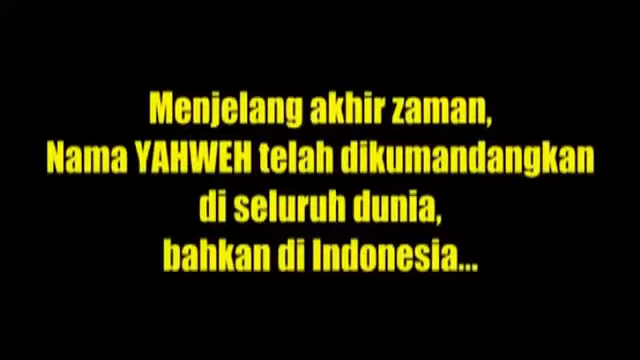 Menjelang akhir zaman,
Nama YAHWEH telah dikumandangkan
di seluruh dunia,
bahkan di Indonesia...